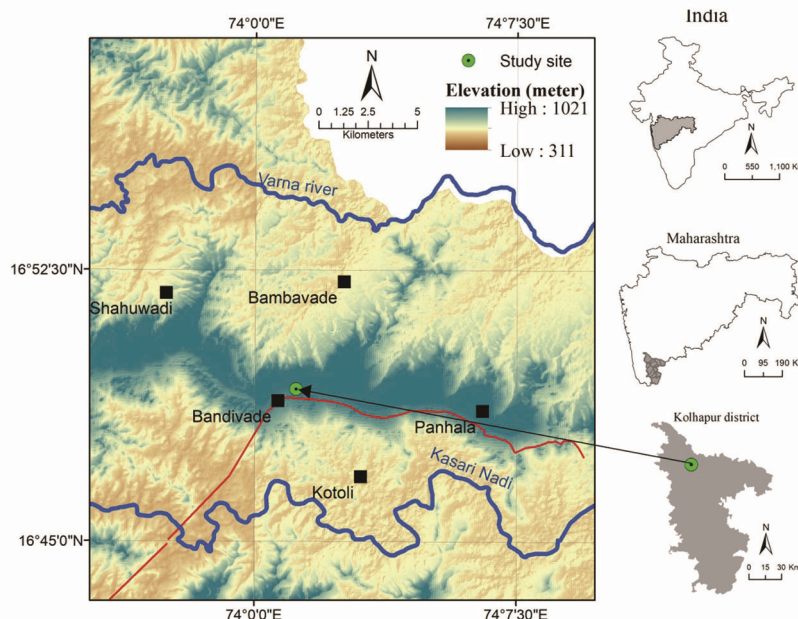 74°0'0"E
74°7'30"E
India
N
Study site
Elevation (meter)
High : 1021
Low : 311
0 1.25 2.5 5
Kilometers
Varna river
16°52'30"N
Shahuwadi
Bambavade
Bandivade
Panhala
Kotoli
Kasari Nadi
16°45'0"N
74°0'0"E
74°7'30"E
N
0 550 1,100 K
Maharashtra
N
0 95 190 K
Kolhapur district
N
0 15 30 Km